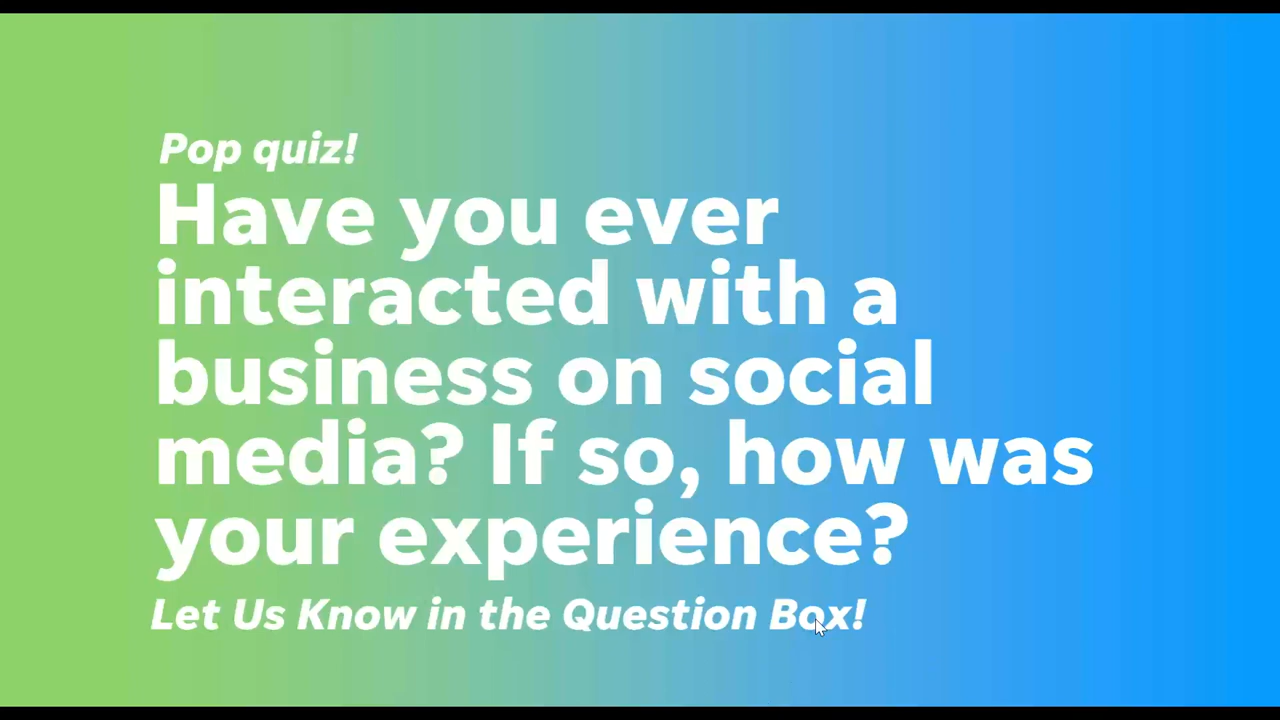 Pop quiz!
Have you ever
interacted with a
business on social
media? If so, how was
your experience?
Let Us Know in the Question Box!